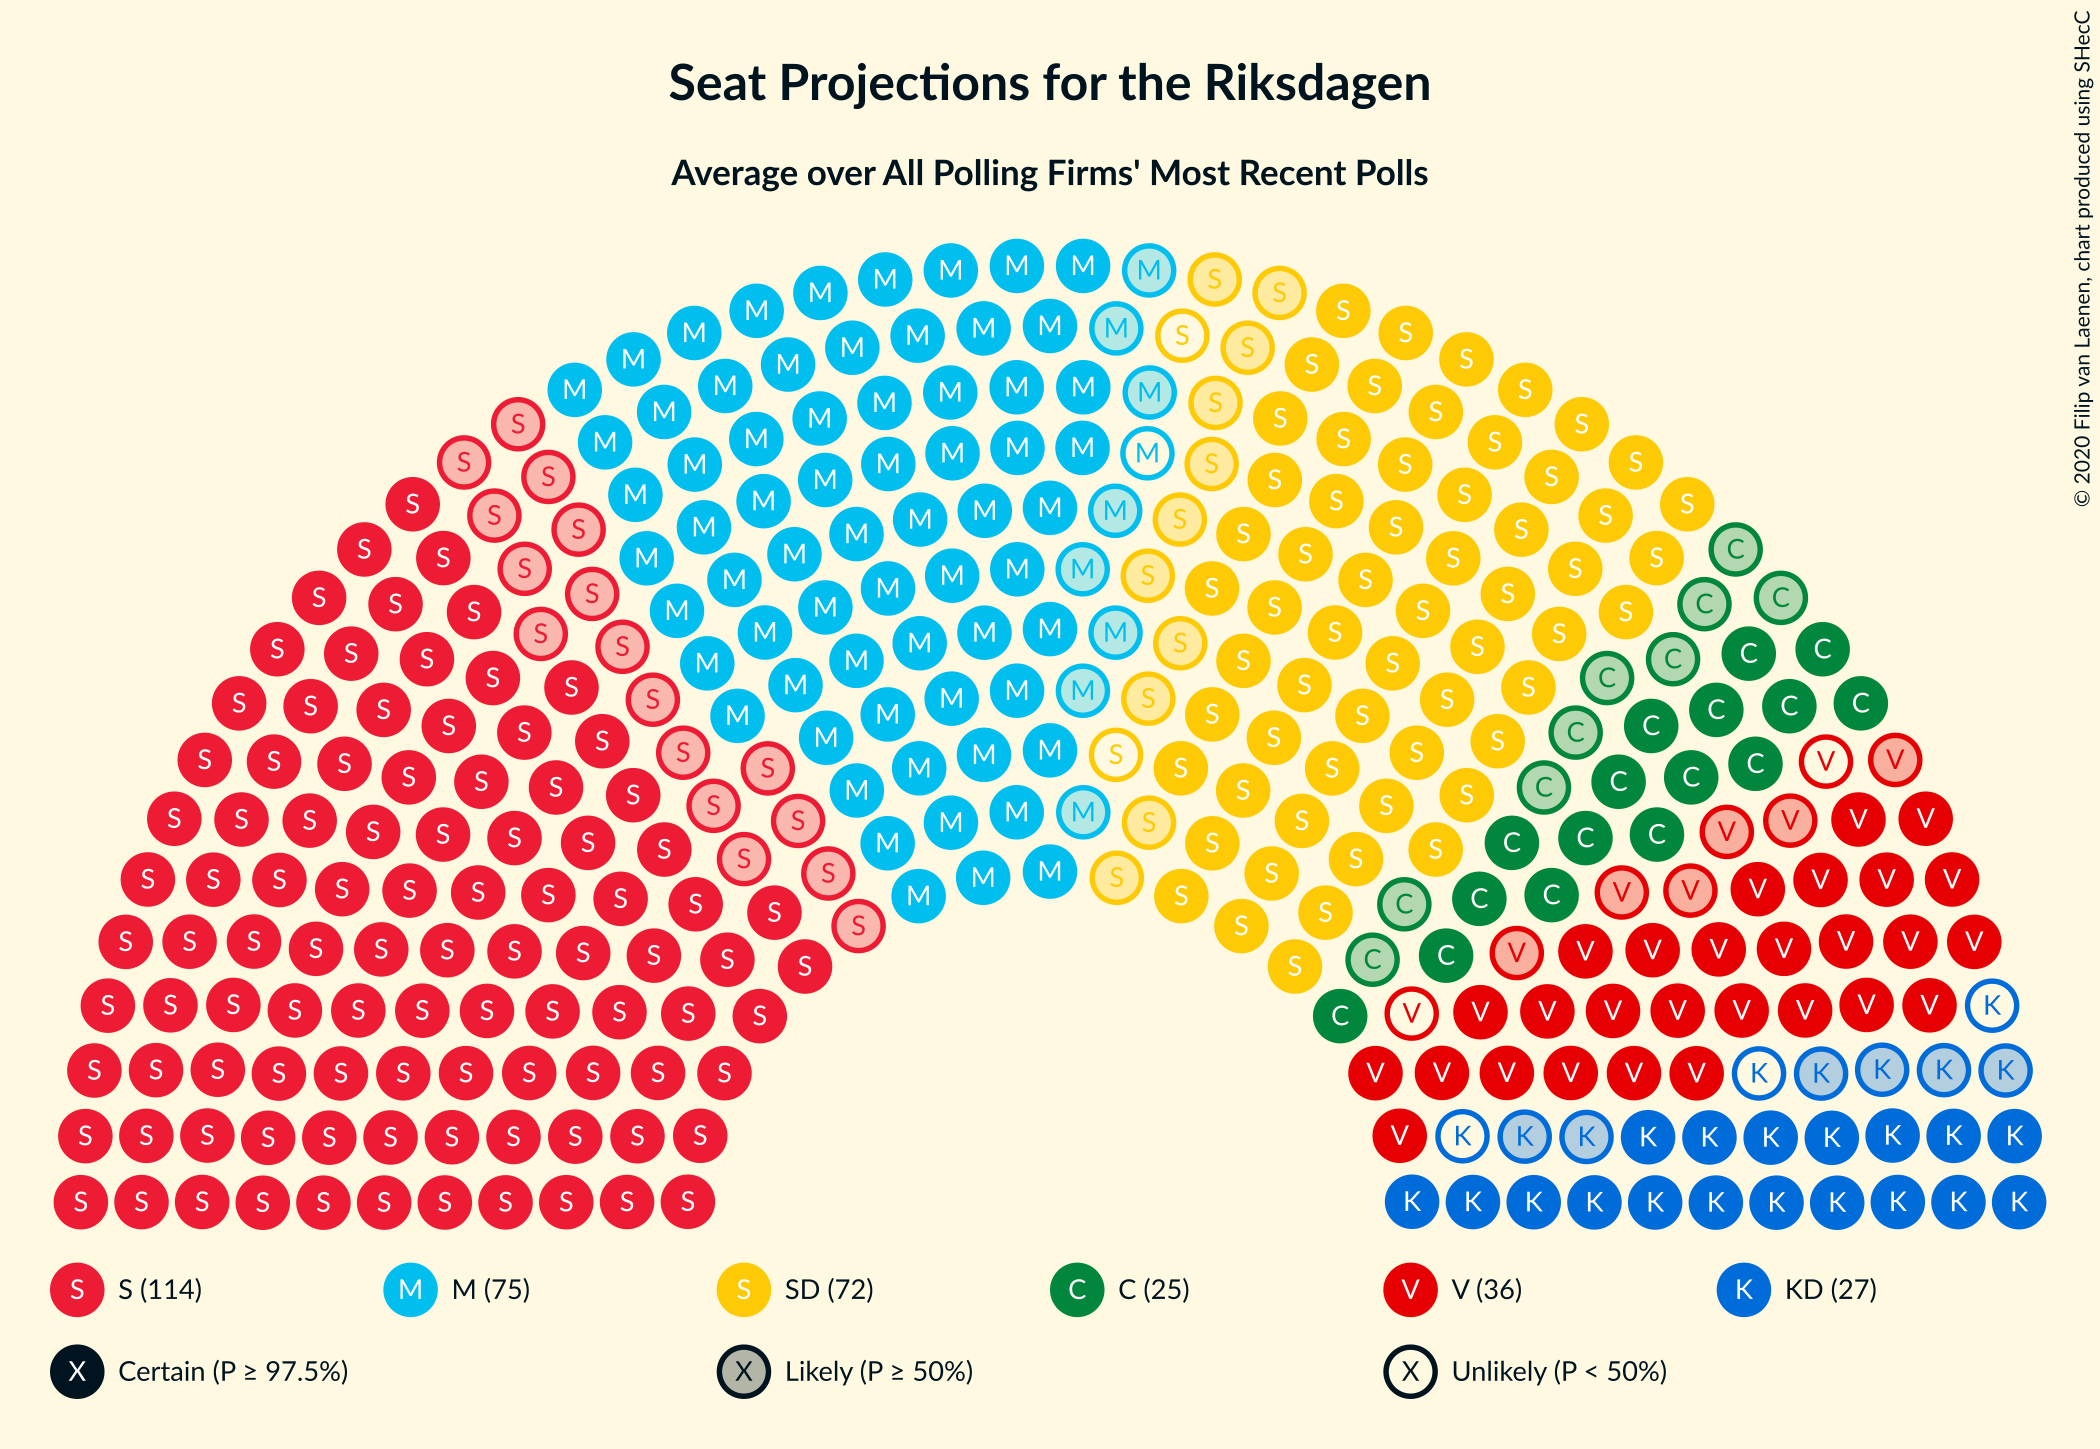 Seat Projections for the Riksdagen
Average over All Polling Firms' Most Recent Polls
© 2020 Filip van Laenen, chart produced using SHecC
S S (114) M M (75) S SD (72) C C (25) V V (36) K KD (27)
X Certain (P ≥ 97.5%) X Likely (P ≥ 50%) X Unlikely (P < 50%)